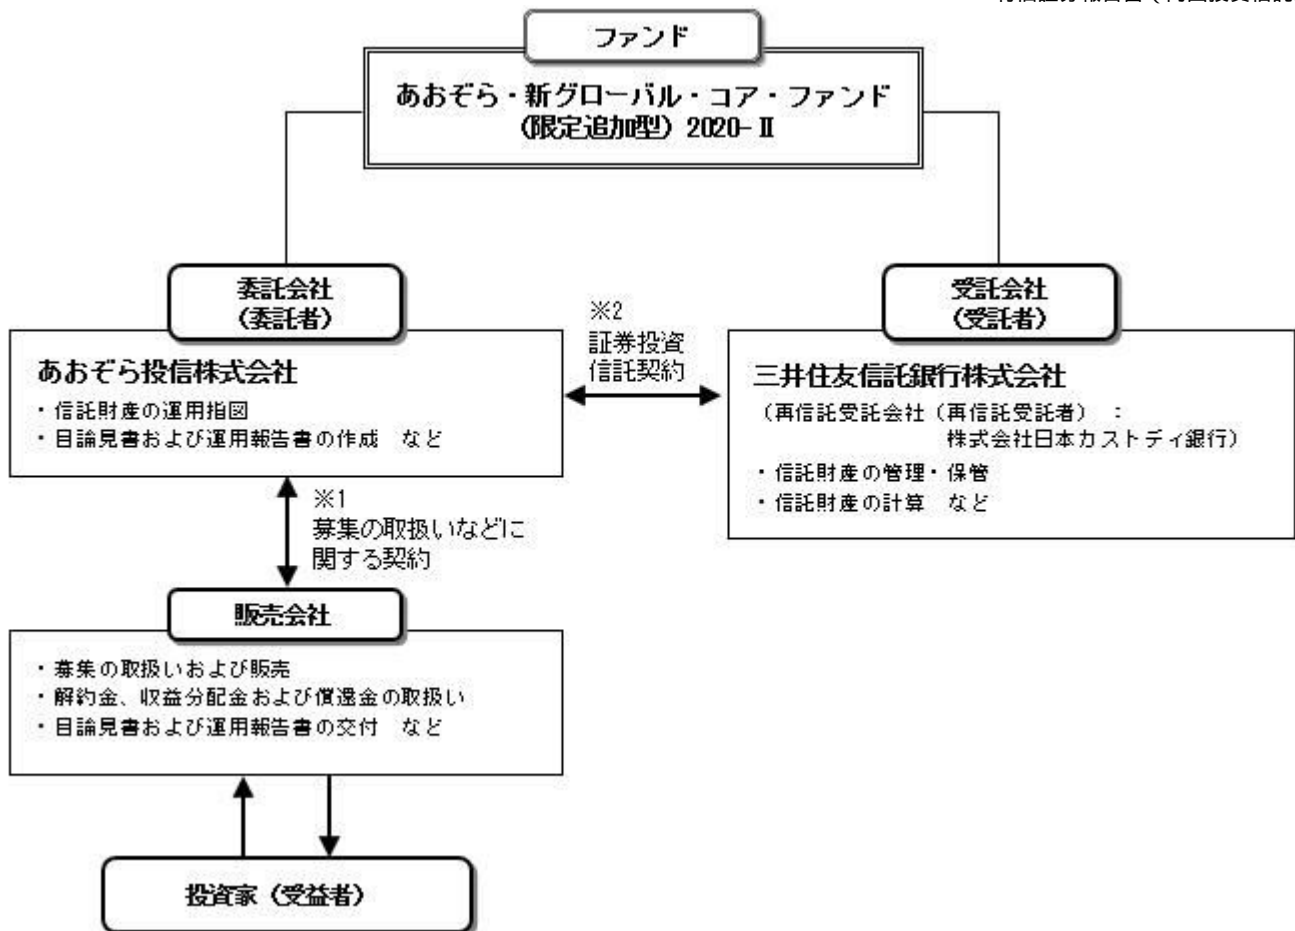 ファンド
あおぞら・新グローバル・コア・ファンド
(限定追加型) 2020-Ⅱ
委託会社
(委託者)
あおぞら投信株式会社
・信託財産の運用指図
・目論見書および運用報告書の作成 など
※2
証券投資
信託契約
受託会社
(受託者)
三井住友信託銀行株式会社
(再信託受託会社(再信託受託者) :
株式会社日本カストディ銀行)
・信託財産の管理・保管
・信託財産の計算 など
※1
募集の取扱いなどに
関する契約
販売会社
・募集の取扱いおよび販売
・解約金、収益分配金および償還金の取扱い
・目論見書および運用報告書の交付 など
投資家(受益者)